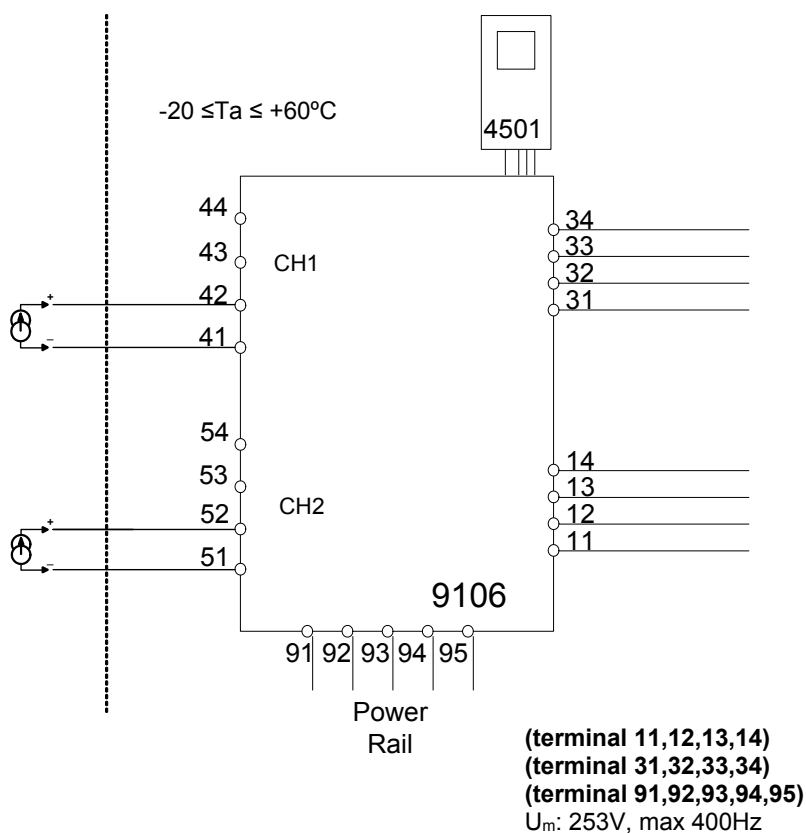 -20 ≤Ta ≤ +60ºC
4501
44
43
CH1
42
41
+
–
54
53
CH2
52
51
+
–
34
33
32
31
14
13
12
11
9106
91 92 93 94 95
Power
Rail
(terminal 11,12,13,14)
(terminal 31,32,33,34)
(terminal 91,92,93,94,95)
Um: 253V, max 400Hz